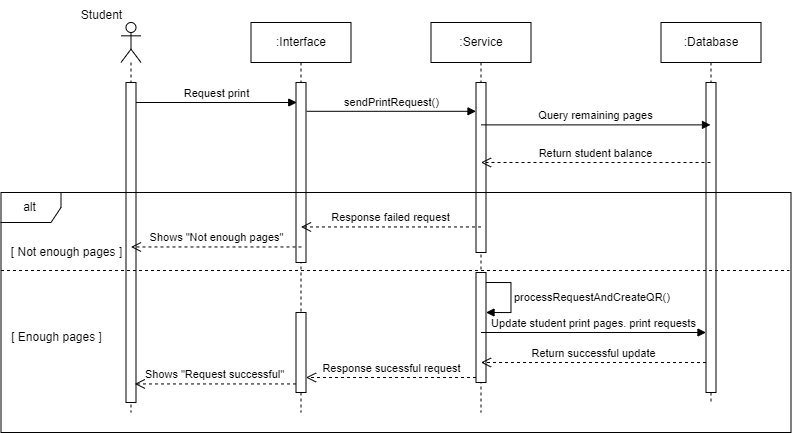 Student
:Interface
:Service
:Database
Request print
sendPrintRequest()
Query remaining pages
Return student balance
alt
Response failed request
Shows "Not enough pages"
[ Not enough pages ]
processRequestAndCreateQR()
Update student print pages. print requests
[ Enough pages ]
Return successful update
Response sucessful request
Shows "Request successful"